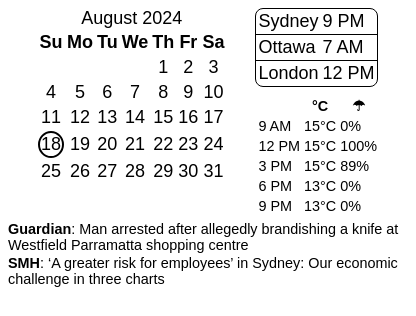 August 2024
Su Mo Tu We Th Fr Sa
1 2 3
4 5 6 7 8 9 10
11 12 13 14 15 16 17
18 19 20 21 22 23 24
25 26 27 28 29 30 31
Sydney 9 PM
Ottawa 7 AM
London 12 PM
°C ☂
9 AM 15°C 0%
12 PM 15°C 100%
3 PM 15°C 89%
6 PM 13°C 0%
9 PM 13°C 0%
Guardian: Man arrested after allegedly brandishing a knife at
Westfield Parramatta shopping centre
SMH: ‘A greater risk for employees’ in Sydney: Our economic
challenge in three charts